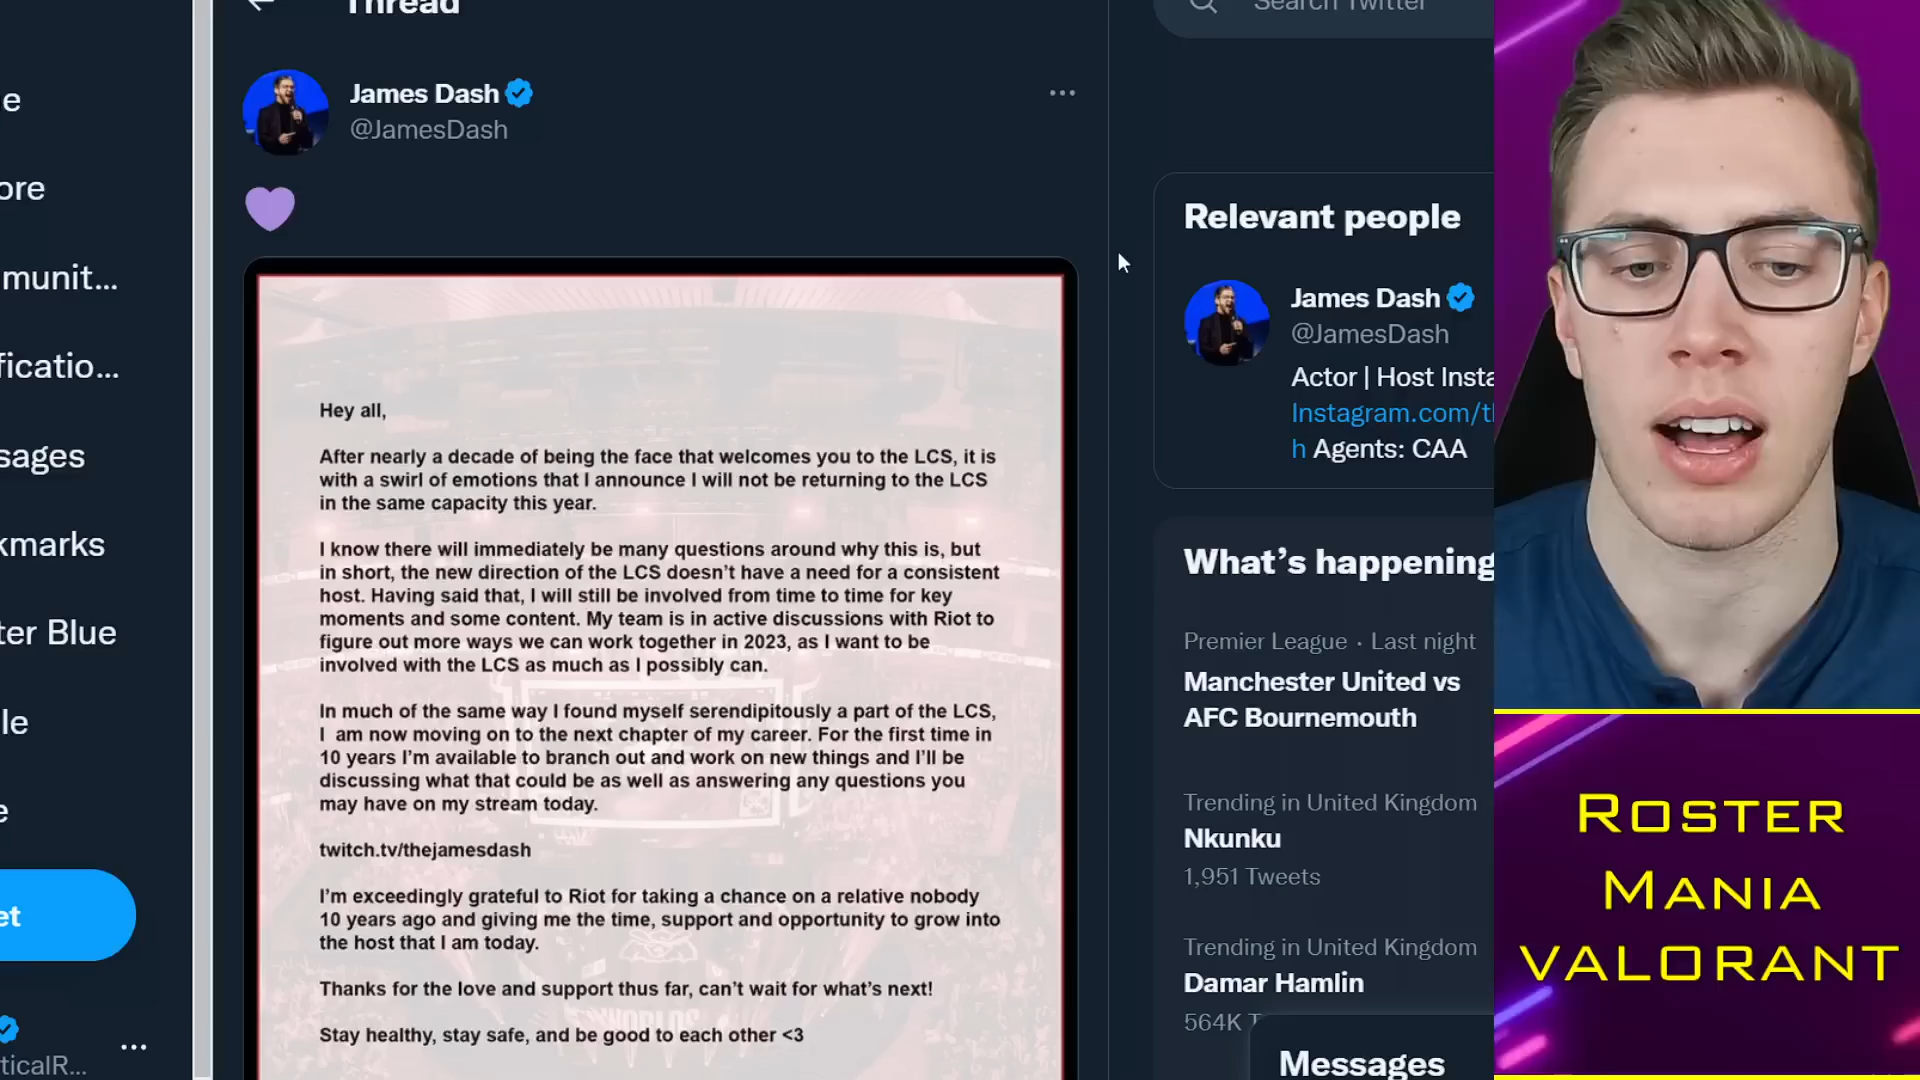 Thread
Search Twitter
e
ore
munit...
ficatio...
sages
kmarks
ter Blue
le
e
et
ticalR...
James Dash
@JamesDash
💜
Hey all,
After nearly a decade of being the face that welcomes you to the LCS, it is
with a swirl of emotions that I announce I will not be returning to the LCS
in the same capacity this year.
I know there will immediately be many questions around why this is, but
in short, the new direction of the LCS doesn't have a need for a consistent
host. Having said that, I will still be involved from time to time for key
moments and some content. My team is in active discussions with Riot to
figure out more ways we can work together in 2023, as I want to be
involved with the LCS as much as I possibly can.
In much of the same way I found myself serendipitously a part of the LCS,
I am now moving on to the next chapter of my career. For the first time in
10 years I'm available to branch out and work on new things and I'll be
discussing what that could be as well as answering any questions you
may have on my stream today.
twitch.tv/thejamesdash
I'm exceedingly grateful to Riot for taking a chance on a relative nobody
10 years ago and giving me the time, support and opportunity to grow into
the host that I am today.
Thanks for the love and support thus far, can't wait for what's next!
Stay healthy, stay safe, and be good to each other <3
Relevant people
James Dash
@JamesDash
Actor | Host Insta
Instagram.com/t
h Agents: CAA
What's happening
Premier League · Last night
Manchester United vs
AFC Bournemouth
Trending in United Kingdom
Nkunku
1,951 Tweets
Trending in United Kingdom
Damar Hamlin
564K T
Messages
ROSTER
MANIA
VALORANT